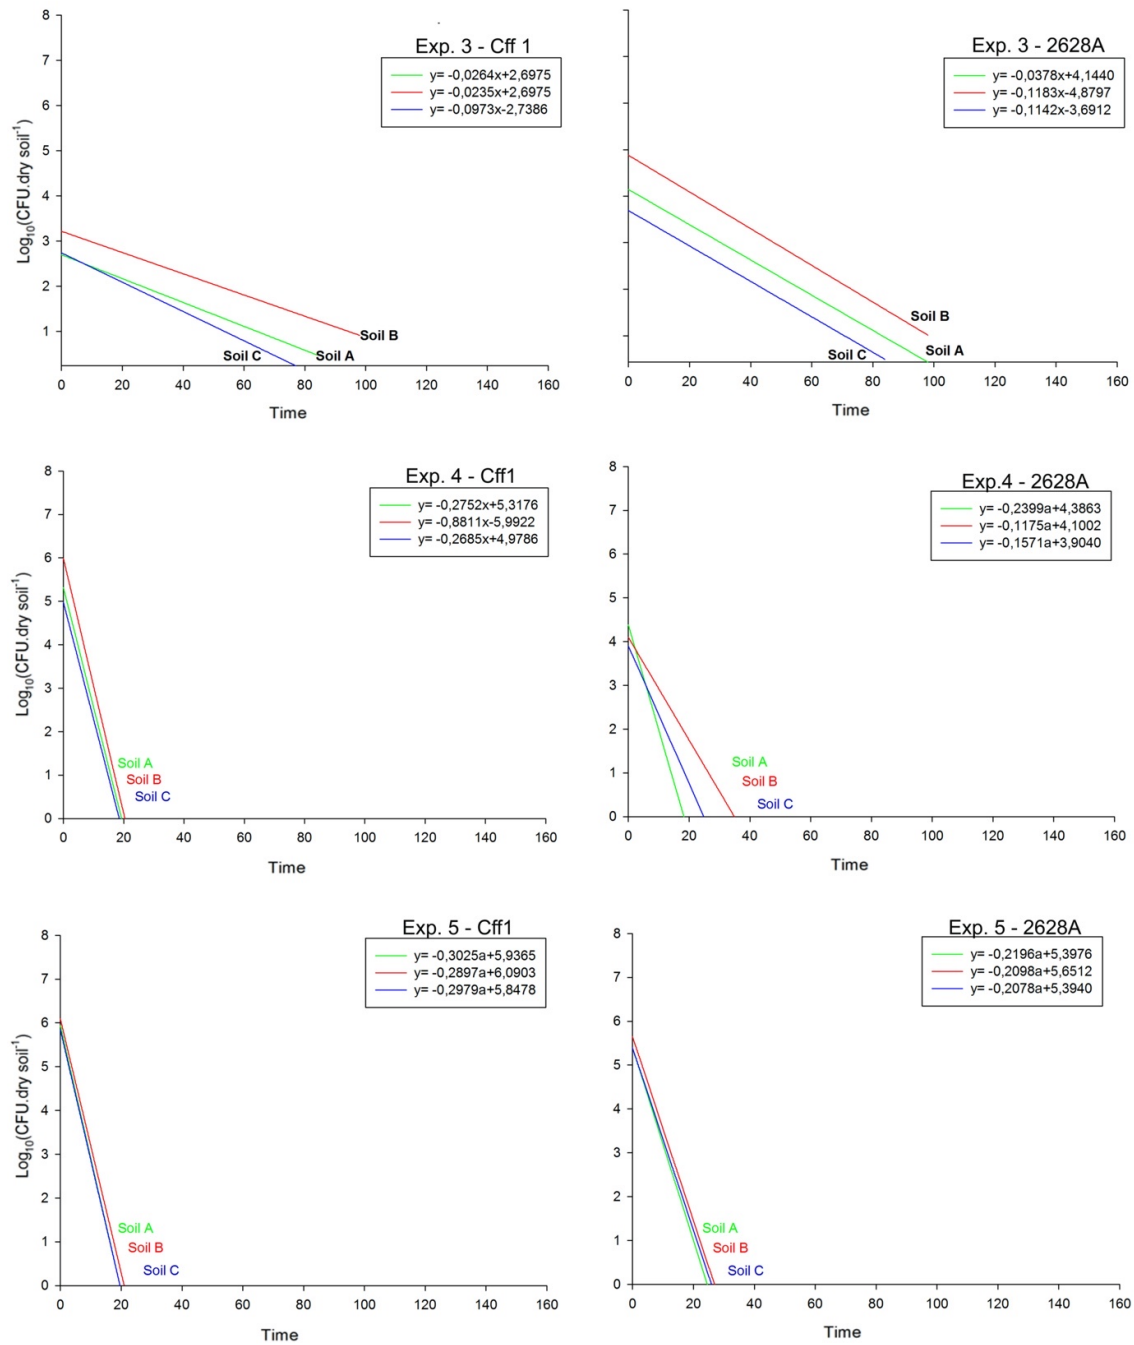 Exp. 3 - Cff 1
y= -0,0264x+2,6975
y= -0,0235x+2,6975
y= -0,0973x-2,7386
8
7
6
5
4
3
2
1
Log10(CFU.dry soil-1)
Soil B
Soil C
Soil A
0 20 40 60 80 100 120 140 160
Time
Exp. 3 - 2628A
y= -0,0378x+4,1440
y= -0,1183x-4,8797
y= -0,1142x-3,6912
Soil B
Soil C
Soil A
0 20 40 60 80 100 120 140 160
Time
Exp. 4 - Cff1
y= -0,2752x+5,3176
y= -0,8811x-5,9922
y= -0,2685x+4,9786
8
7
6
5
4
3
2
1
0
Log10(CFU.dry soil-1)
Soil A
Soil B
Soil C
0 20 40 60 80 100 120 140 160
Time
Exp.4 - 2628A
y= -0,2399a+4,3863
y= -0,1175a+4,1002
y= -0,1571a+3,9040
8
7
6
5
4
3
2
1
0
Soil A
Soil B
Soil C
0 20 40 60 80 100 120 140 160
Time
Exp. 5 - Cff1
y= -0,3025a+5,9365
y= -0,2897a+6,0903
y= -0,2979a+5,8478
8
7
6
5
4
3
2
1
0
Log10(CFU.dry soil-1)
Soil A
Soil B
Soil C
0 20 40 60 80 100 120 140 160
Time
Exp. 5 - 2628A
y= -0,2196a+5,3976
y= -0,2098a+5,6512
y= -0,2078a+5,3940
8
7
6
5
4
3
2
1
0
Soil A
Soil B
Soil C
0 20 40 60 80 100 120 140 160
Time